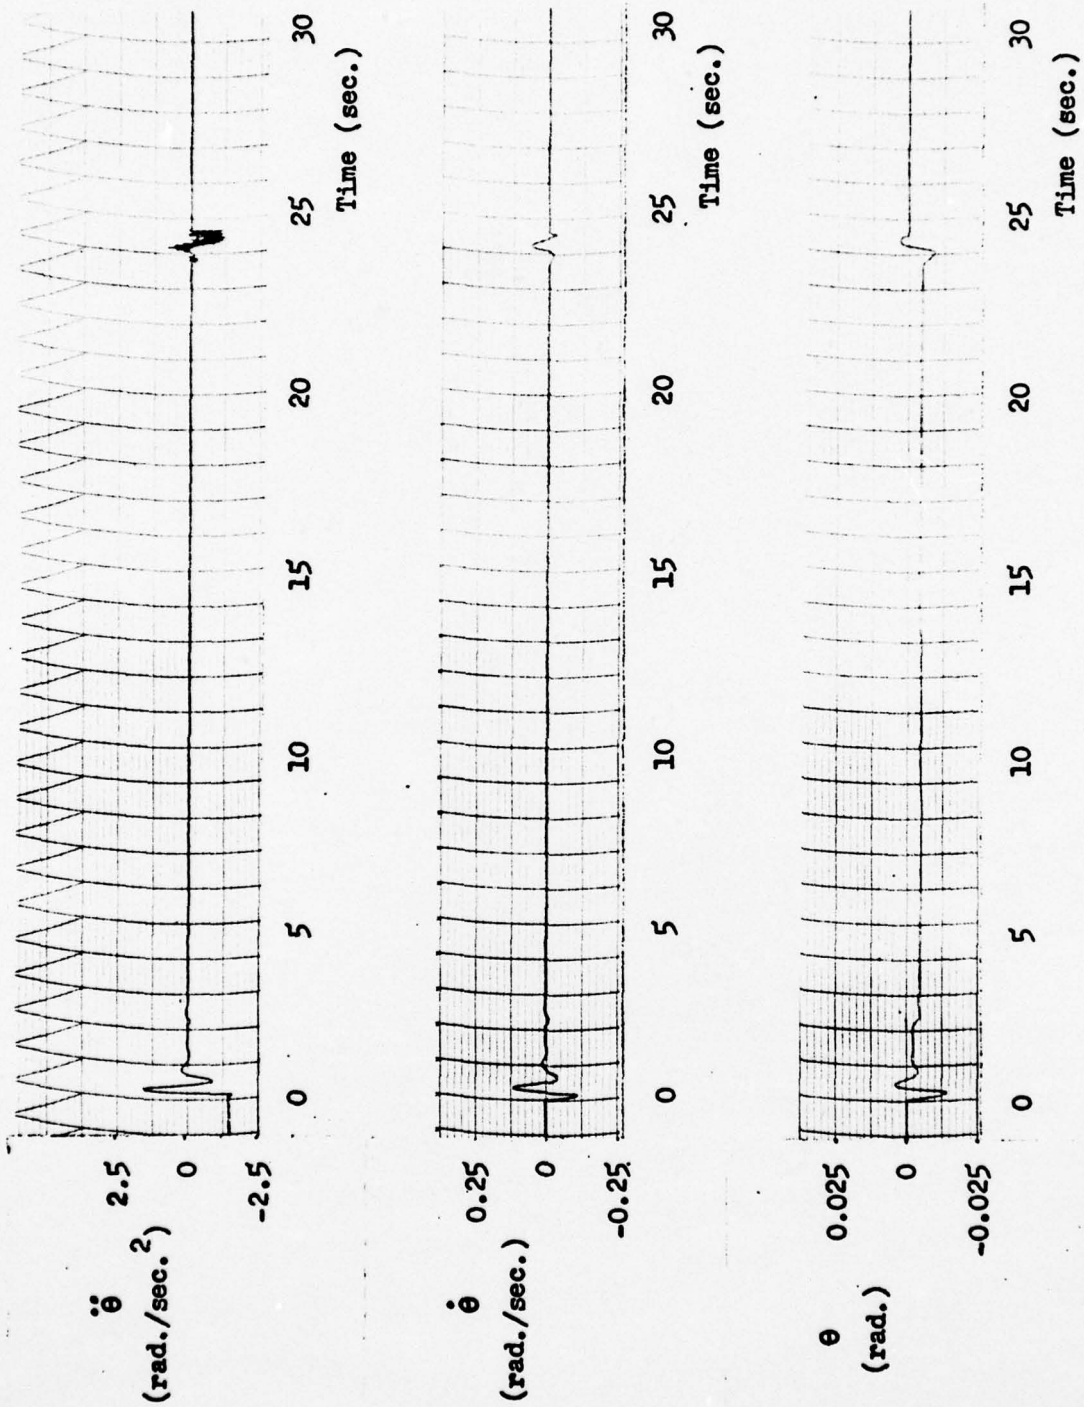 θ̈
(rad./sec.²)
2.5
0
-2.5
0 5 10 15 20 25 30
Time (sec.)
θ̇
(rad./sec.)
0.25
0
-0.25
0 5 10 15 20 25 30
Time (sec.)
θ
(rad.)
0.025
0
-0.025
0 5 10 15 20 25 30
Time (sec.)